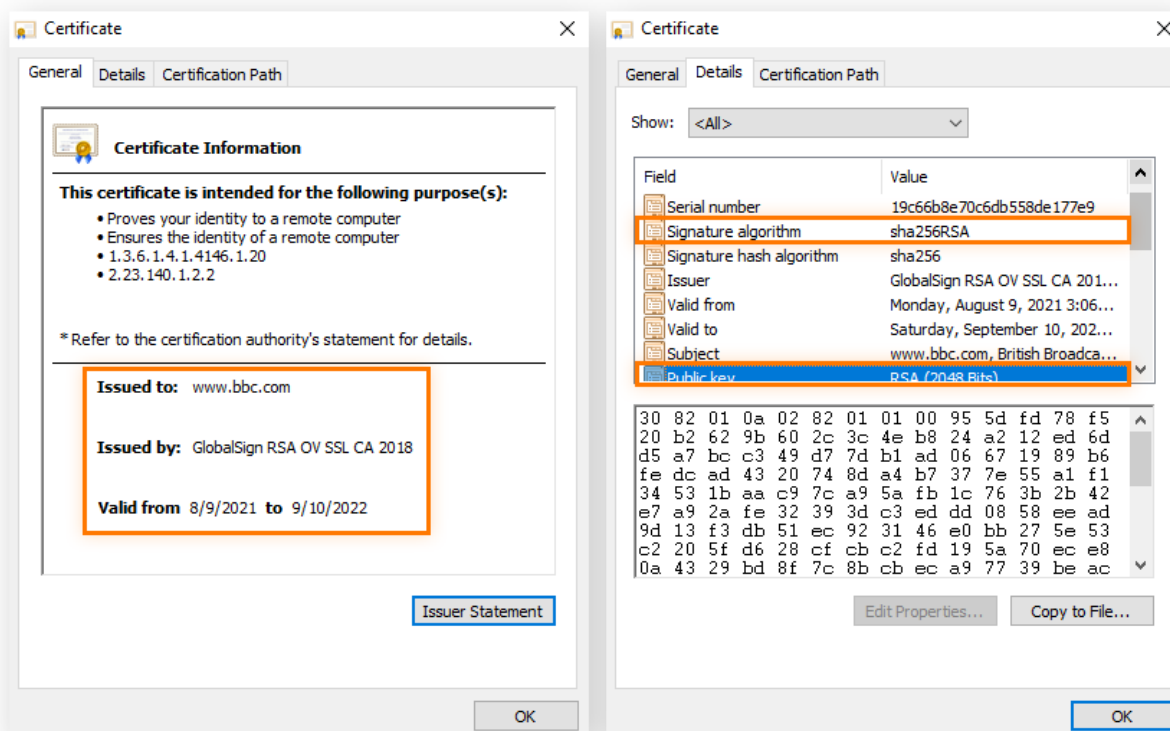 Certificate
General Details Certification Path
Certificate Information
This certificate is intended for the following purpose(s):
• Proves your identity to a remote computer
• Ensures the identity of a remote computer
• 1.3.6.1.4.1.4146.1.20
• 2.23.140.1.2.2
* Refer to the certification authority's statement for details.
Issued to: www.bbc.com
Issued by: GlobalSign RSA OV SSL CA 2018
Valid from 8/9/2021 to 9/10/2022
Issuer Statement
OK
Certificate
General Details Certification Path
Show: <All>
Field Value
Serial number 19c66b8e70c6db558de177e9
Signature algorithm sha256RSA
Signature hash algorithm sha256
Issuer GlobalSign RSA OV SSL CA 201...
Valid from Monday, August 9, 2021 3:06...
Valid to Saturday, September 10, 202...
Subject www.bbc.com, British Broadca...
Public key RSA (2048 Bits)
30 82 01 0a 02 82 01 01 00 95 5d fd 78 f5
20 b2 62 9b 60 2c 3c 4e b8 24 a2 12 ed 6d
d5 a7 bc c3 49 d7 7d b1 ad 06 67 19 89 b6
fe dc ad 43 20 74 8d a4 b7 37 7e 55 a1 f1
34 53 1b aa c9 7c a9 5a fb 1c 76 3b 2b 42
e7 a9 2a fe 32 39 3d c3 ed dd 08 58 ee ad
9d 13 f3 db 51 ec 92 31 46 e0 bb 27 5e 53
c2 20 5f d6 28 cf cb c2 fd 19 5a 70 ec e8
0a 43 29 bd 8f 7c 8b cb ec a9 77 39 be ac
Edit Properties... Copy to File...
OK